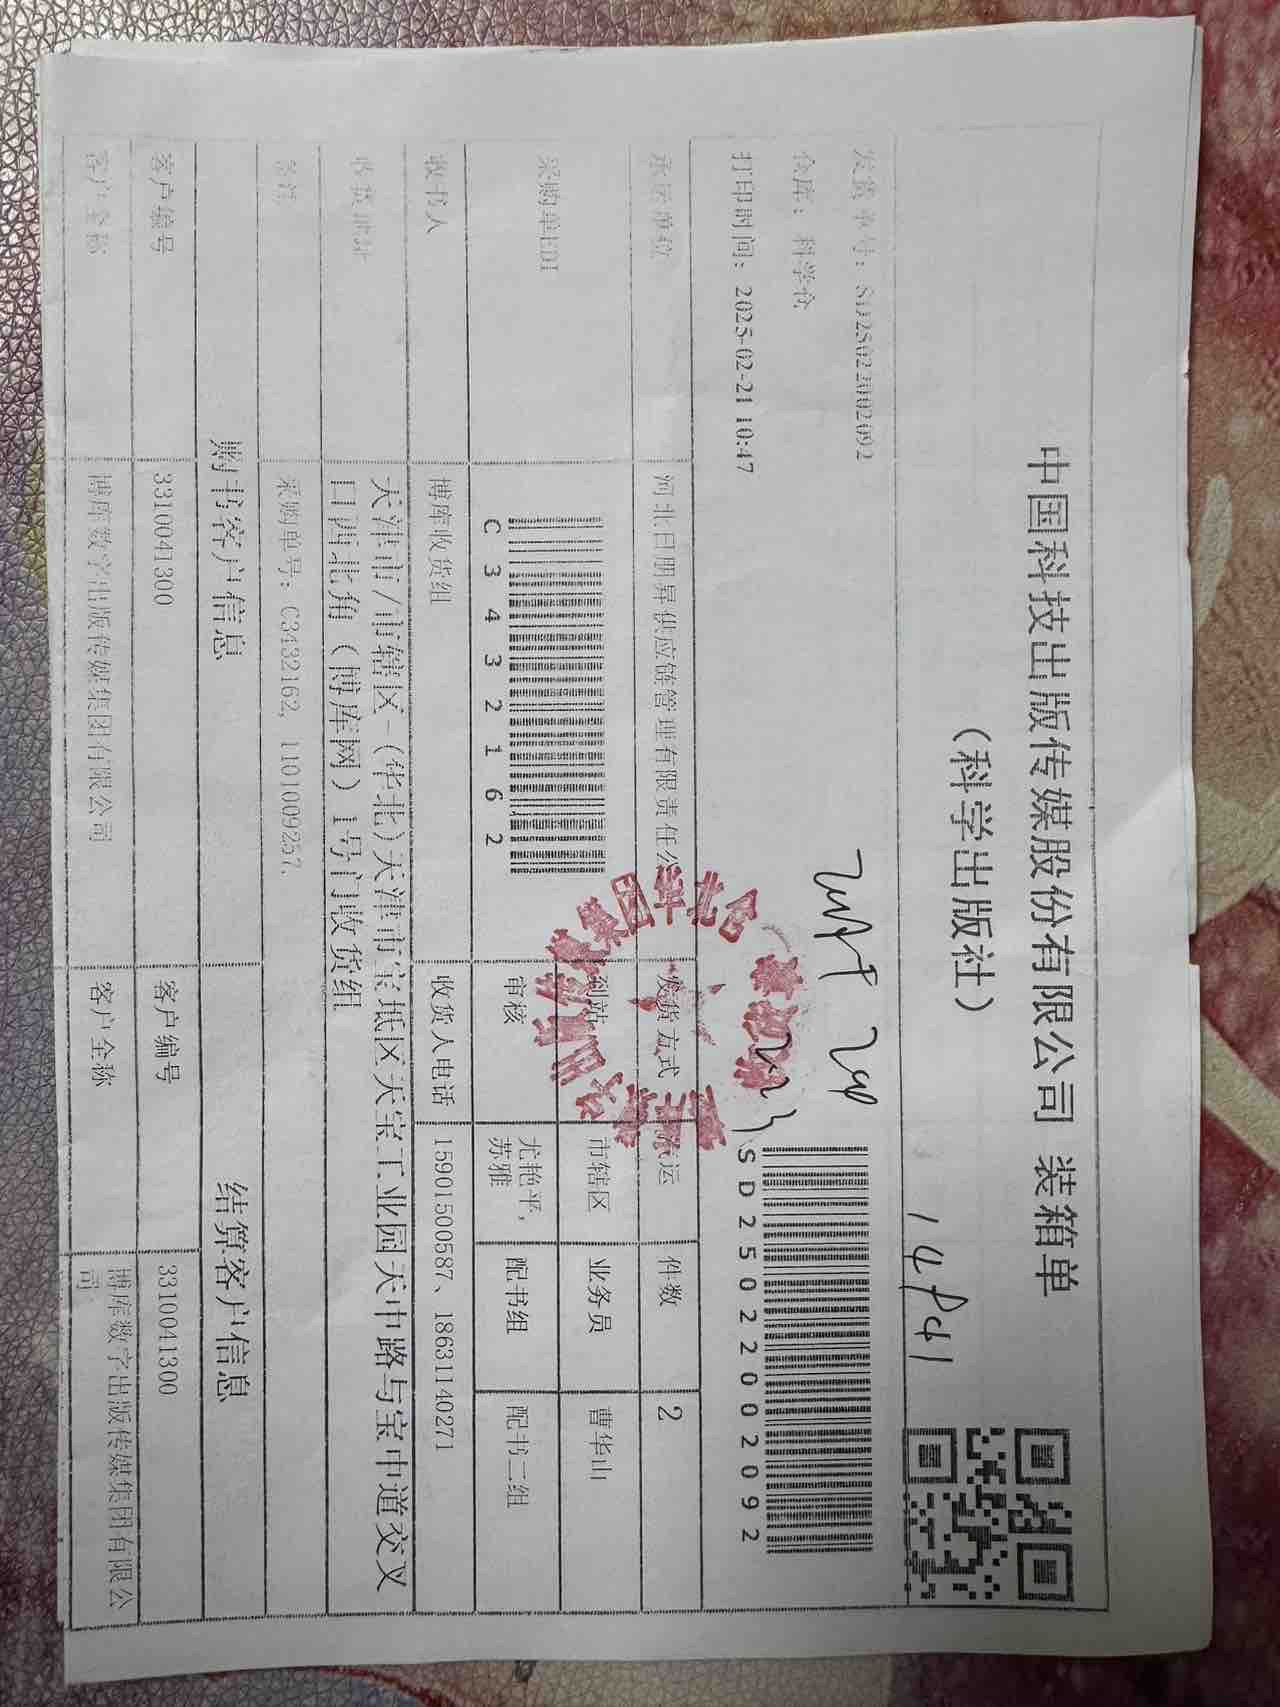 中国科技出版传媒股份有限公司 装箱单
（科学出版社）
发货单号：SD25022002092
SD25022002092
仓库：科学仓
打印时间：2025-02-21 10:47
承运单位 河北日明昇供应链管理有限责任公 发货方式 汽运 件数 2
采购单EDI C3432162 到站 市辖区 业务员 曹华山
审核 尤艳平，苏雅 配书组 配书二组
收书人 博库收货组 收货人电话 15901500587、18631140271
收货地址 天津市/市辖区-（华北）天津市宝坻区天宝工业园天中路与宝中道交叉
口西北角（博库网）1号门收货组
备注 采购单号：C3432162，1101009257，
购书客户信息 结算客户信息
客户编号 3310041300 客户编号 3310041300
客户全称 博库数字出版传媒集团有限公司 客户全称 博库数字出版传媒集团有限公
司